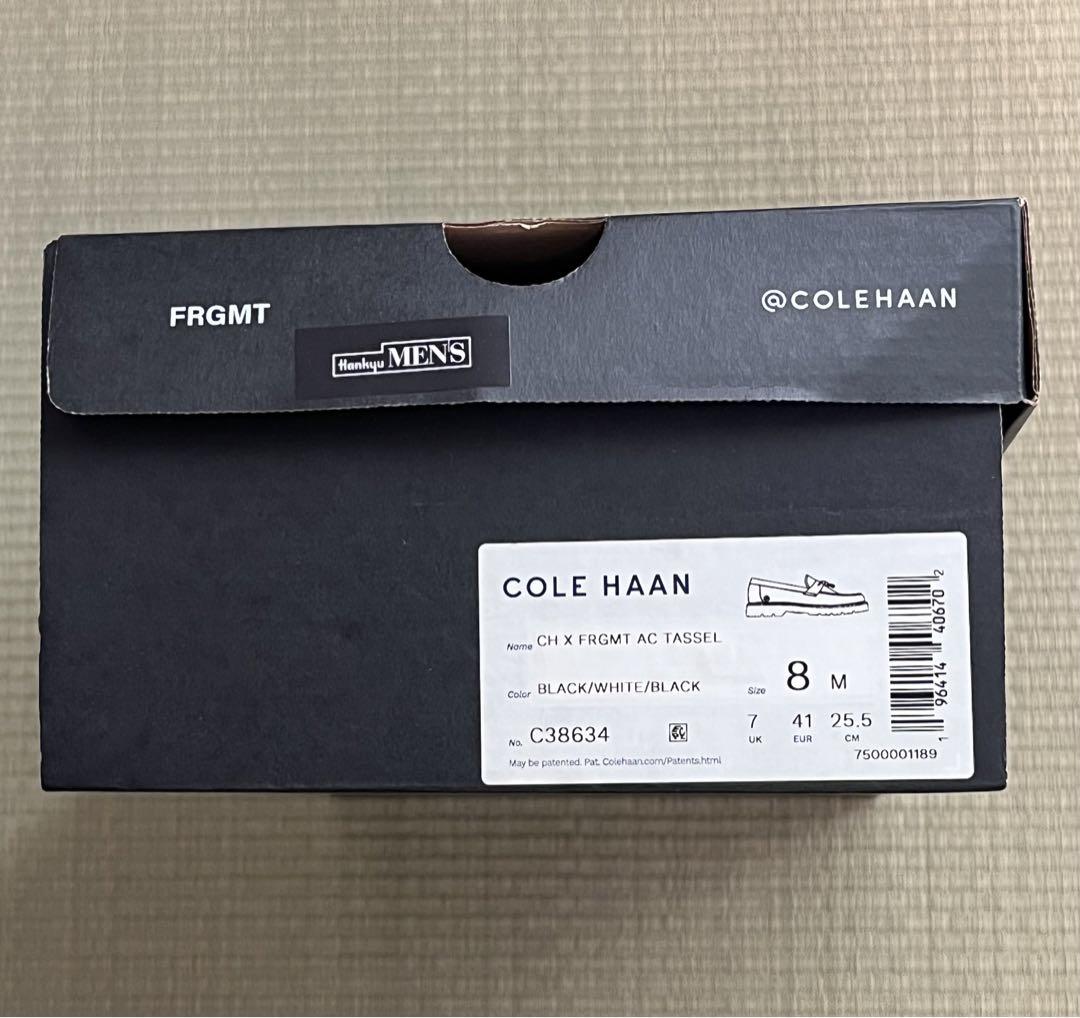 FRGMT
@COLEHAAN
Hankyu MEN'S
COLE HAAN
Name CH X FRGMT AC TASSEL
Color BLACK/WHITE/BLACK
Size 8 M
No. C38634
7 41 25.5
UK EUR CM
May be patented. Pat. Colehaan.com/Patents.html
1 96414 40670 2
7500001189